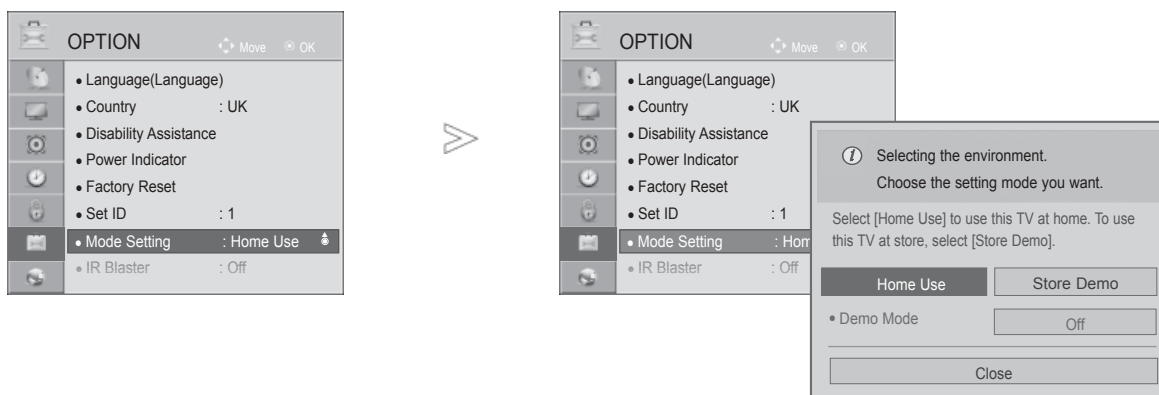 OPTION
Move OK
• Language(Language)
• Country : UK
• Disability Assistance
• Power Indicator
• Factory Reset
• Set ID : 1
• Mode Setting : Home Use
• IR Blaster : Off
OPTION
Move OK
• Language(Language)
• Country : UK
• Disability Assistance
• Power Indicator
• Factory Reset
• Set ID : 1
• Mode Setting : Hom
• IR Blaster : Off
i Selecting the environment.
Choose the setting mode you want.
Select [Home Use] to use this TV at home. To use
this TV at store, select [Store Demo].
Home Use Store Demo
• Demo Mode Off
Close